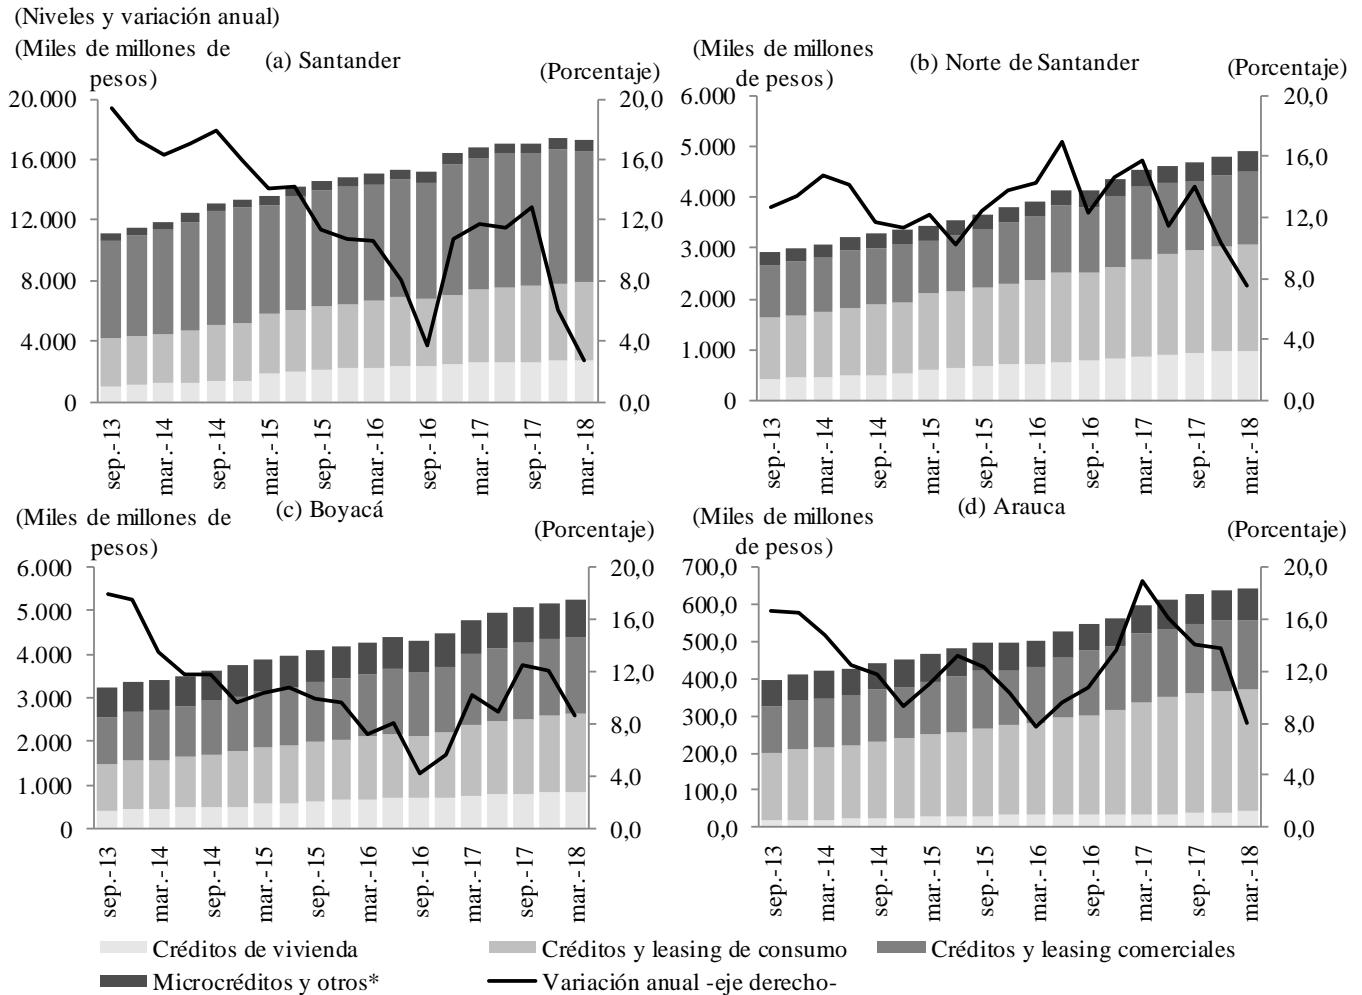 (Niveles y variación anual)
(Miles de millones de pesos)
(a) Santander
(Porcentaje)
20.000
16.000
12.000
8.000
4.000
0
20,0
16,0
12,0
8,0
4,0
0,0
sep.-13
mar.-14
sep.-14
mar.-15
sep.-15
mar.-16
sep.-16
mar.-17
sep.-17
mar.-18
(Miles de millones de pesos)
(b) Norte de Santander
(Porcentaje)
6.000
5.000
4.000
3.000
2.000
1.000
0
20,0
16,0
12,0
8,0
4,0
0,0
sep.-13
mar.-14
sep.-14
mar.-15
sep.-15
mar.-16
sep.-16
mar.-17
sep.-17
mar.-18
(Miles de millones de pesos)
(c) Boyacá
(Porcentaje)
6.000
5.000
4.000
3.000
2.000
1.000
0
20,0
16,0
12,0
8,0
4,0
0,0
sep.-13
mar.-14
sep.-14
mar.-15
sep.-15
mar.-16
sep.-16
mar.-17
sep.-17
mar.-18
(Miles de millones de pesos)
(d) Arauca
(Porcentaje)
700,0
600,0
500,0
400,0
300,0
200,0
100,0
0,0
20,0
16,0
12,0
8,0
4,0
0,0
sep.-13
mar.-14
sep.-14
mar.-15
sep.-15
mar.-16
sep.-16
mar.-17
sep.-17
mar.-18
Créditos de vivienda
Créditos y leasing de consumo
Créditos y leasing comerciales
Microcréditos y otros*
Variación anual -eje derecho-